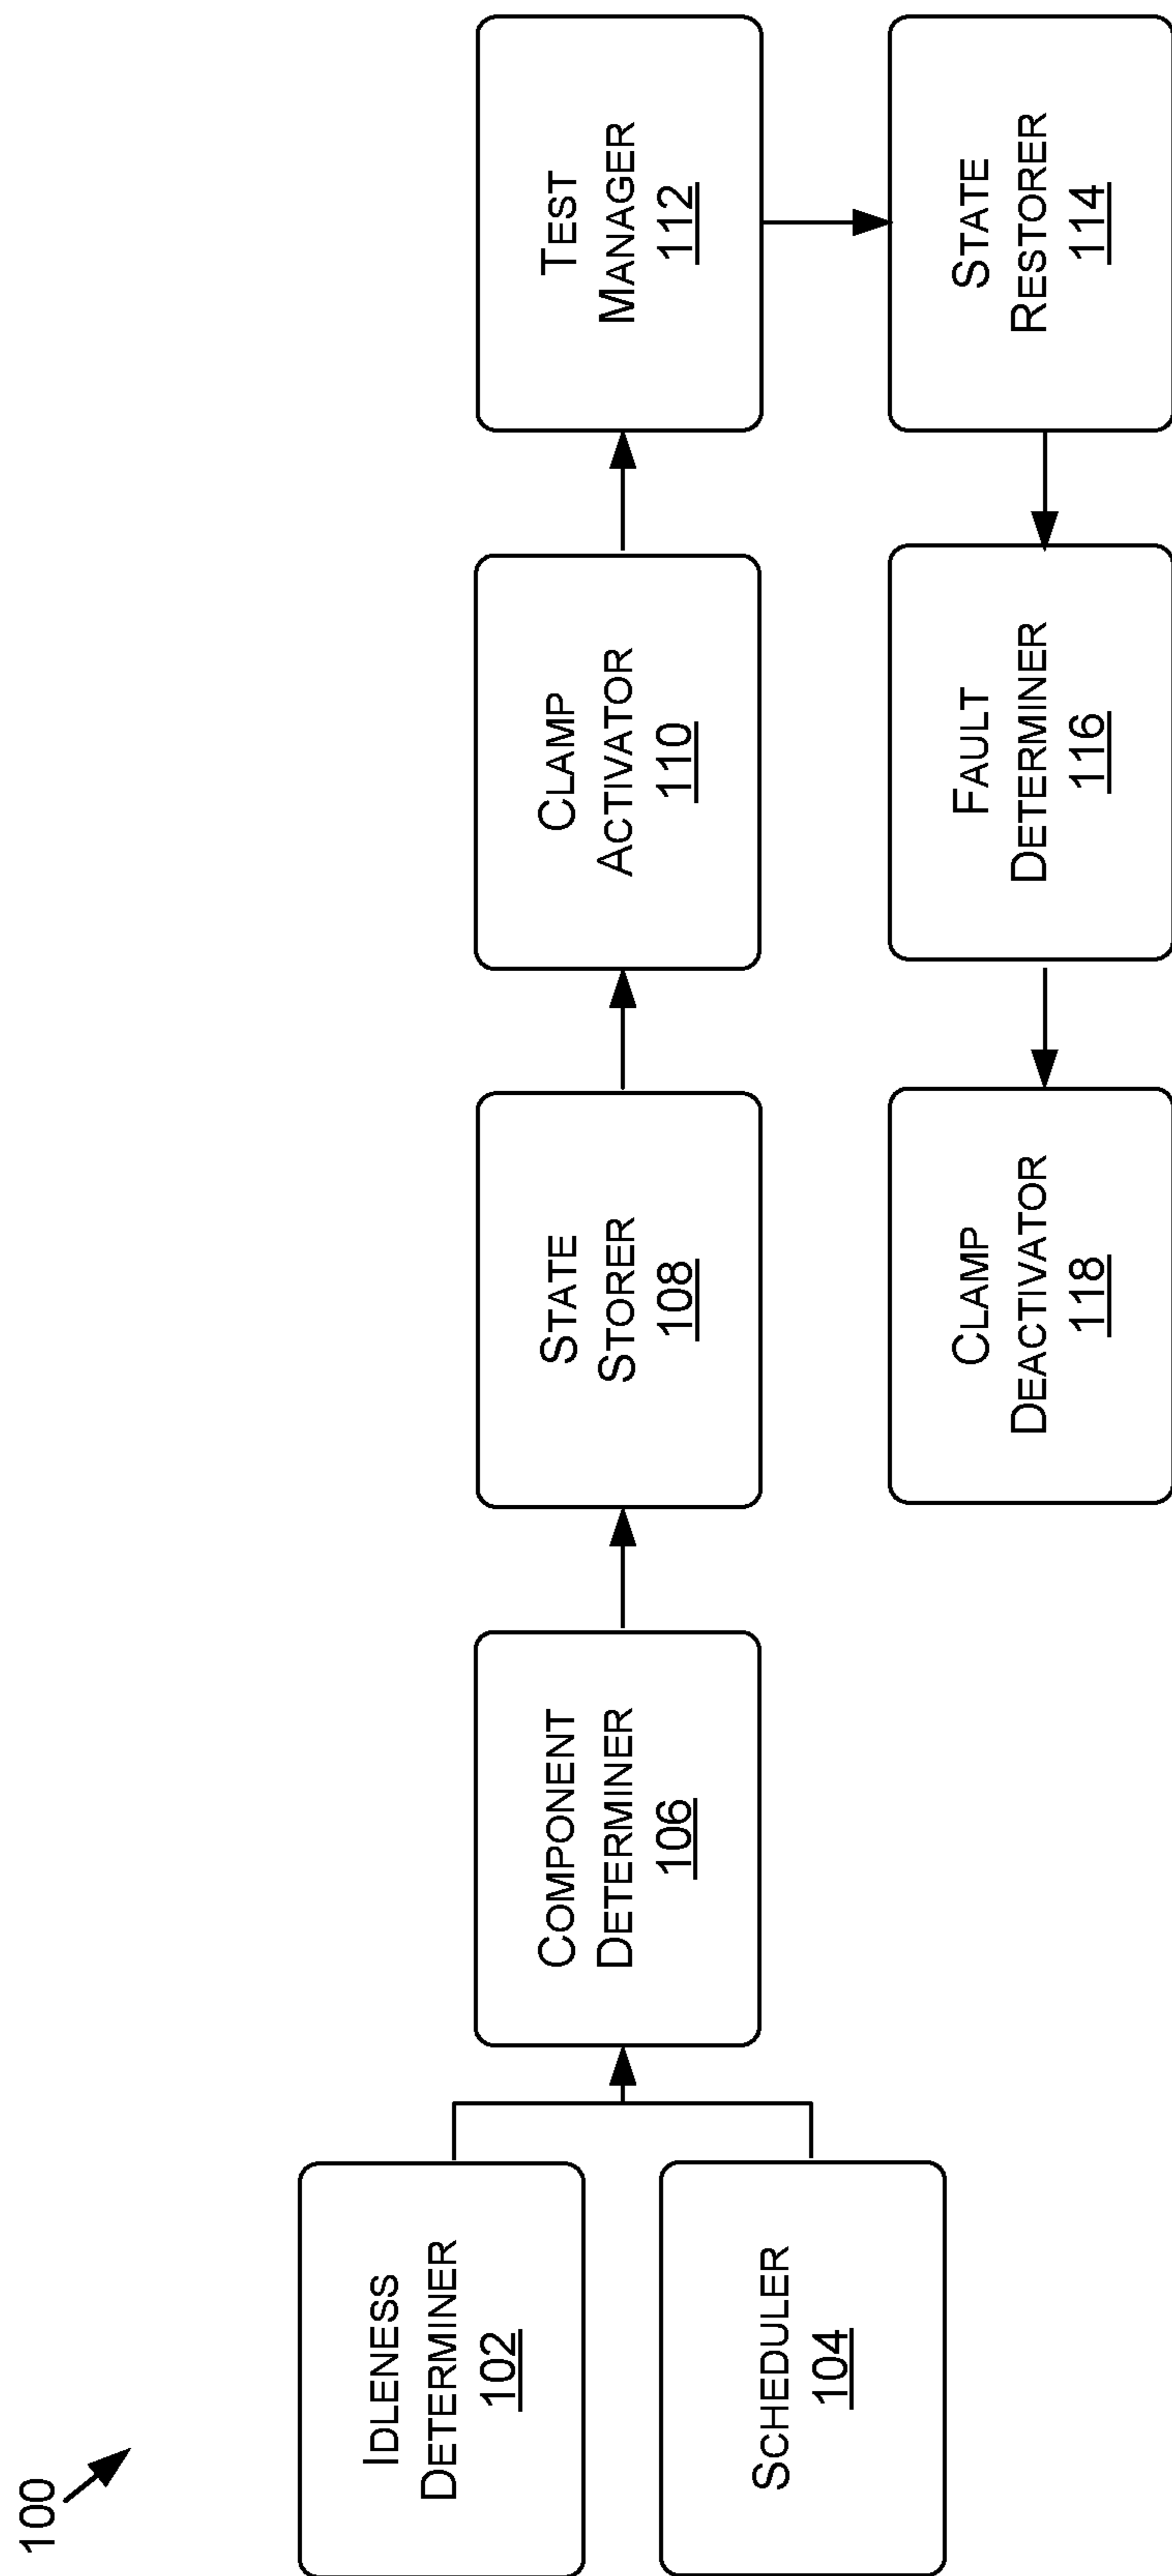 100
IDLENESS
DETERMINER
102
SCHEDULER
104
COMPONENT
DETERMINER
106
STATE
STORER
108
CLAMP
ACTIVATOR
110
TEST
MANAGER
112
STATE
RESTORER
114
FAULT
DETERMINER
116
CLAMP
DEACTIVATOR
118